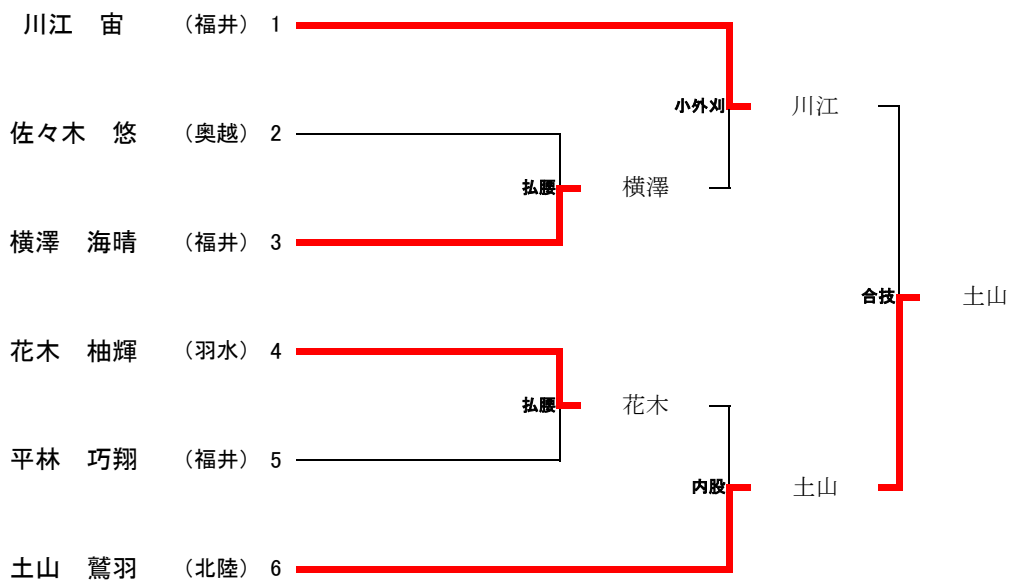 川江　宙　（福井）　1
小外刈　川江
佐々木　悠　（奥越）　2
払腰　横澤
横澤　海晴　（福井）　3
合技　土山
花木　柚輝　（羽水）　4
払腰　花木
平林　巧翔　（福井）　5
内股　土山
土山　鷲羽　（北陸）　6